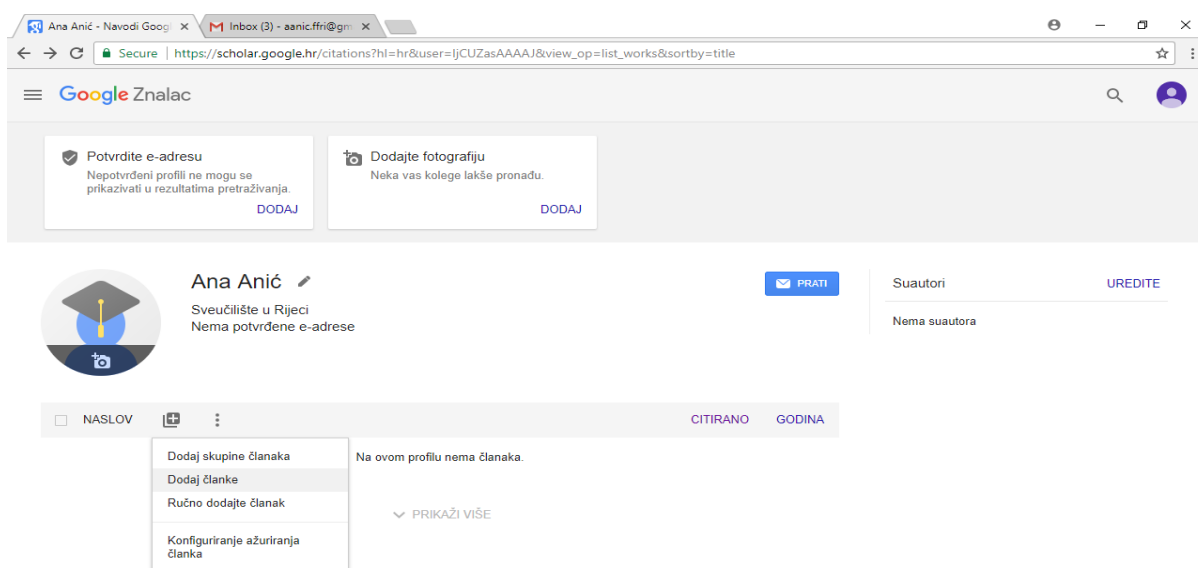 Ana Anić - Navodi Goog
Inbox (3) - aanic.ffri@gm
Secure | https://scholar.google.hr/citations?hl=hr&user=IjCUZasAAAAJ&view_op=list_works&sortby=title
Google Znalac
Potvrdite e-adresu
Nepotvrđeni profili ne mogu se
prikazivati u rezultatima pretraživanja.
DODAJ
Dodajte fotografiju
Neka vas kolege lakše pronađu.
DODAJ
Ana Anić
Sveučilište u Rijeci
Nema potvrđene e-adrese
PRATI
Suautori UREDITE
Nema suautora
NASLOV CITIRANO GODINA
Dodaj skupine članaka
Dodaj članke
Ručno dodajte članak
Konfiguriranje ažuriranja
članka
Na ovom profilu nema članaka.
PRIKAŽI VIŠE